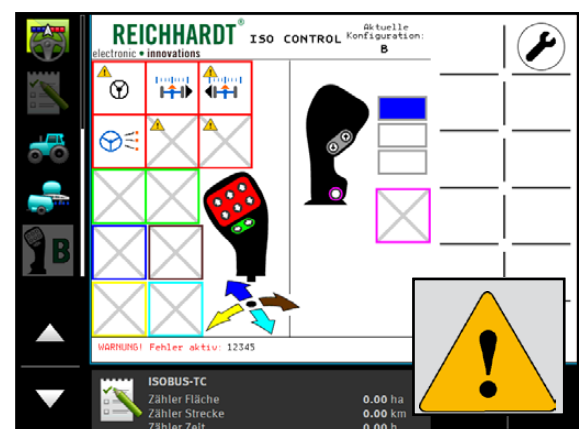 REICHHARDT®
electronic • innovations
ISO CONTROL
Aktuelle
Konfiguration:
B
B
WARNUNG! Fehler aktiv: 12345
ISOBUS-TC
Zähler Fläche 0.00 ha
Zähler Strecke 0.00 km
Zähler Zeit 0.00 h